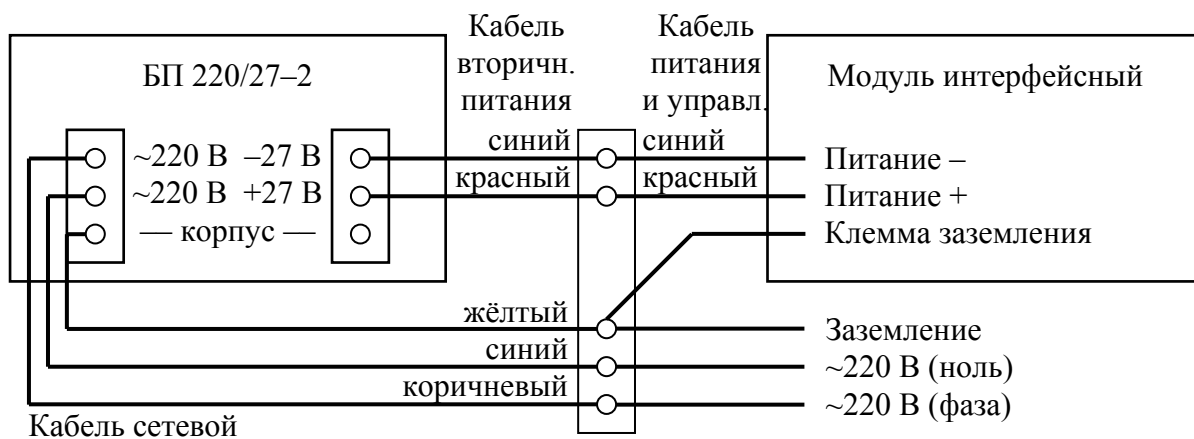 Кабель
вторичн.
питания
Кабель
питания
и управл.
БП 220/27–2
Модуль интерфейсный
~220 В –27 В
~220 В +27 В
— корпус —
синий
красный
синий
красный
Питание –
Питание +
Клемма заземления
жёлтый
синий
коричневый
Заземление
~220 В (ноль)
~220 В (фаза)
Кабель сетевой